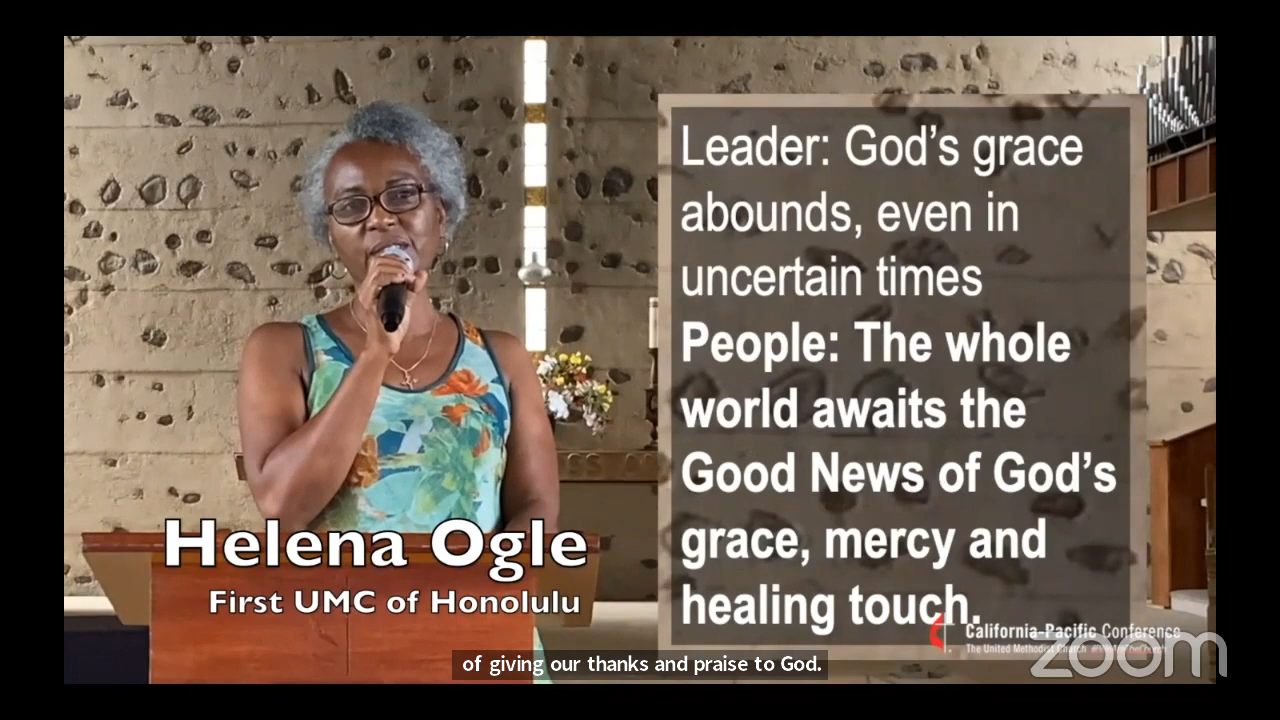 Leader: God's grace
abounds, even in
uncertain times
People: The whole
world awaits the
Good News of God's
grace, mercy and
healing touch.
Helena Ogle
First UMC of Honolulu
California-Pacific Conference
The United Methodist Church
of giving our thanks and praise to God.
zoom